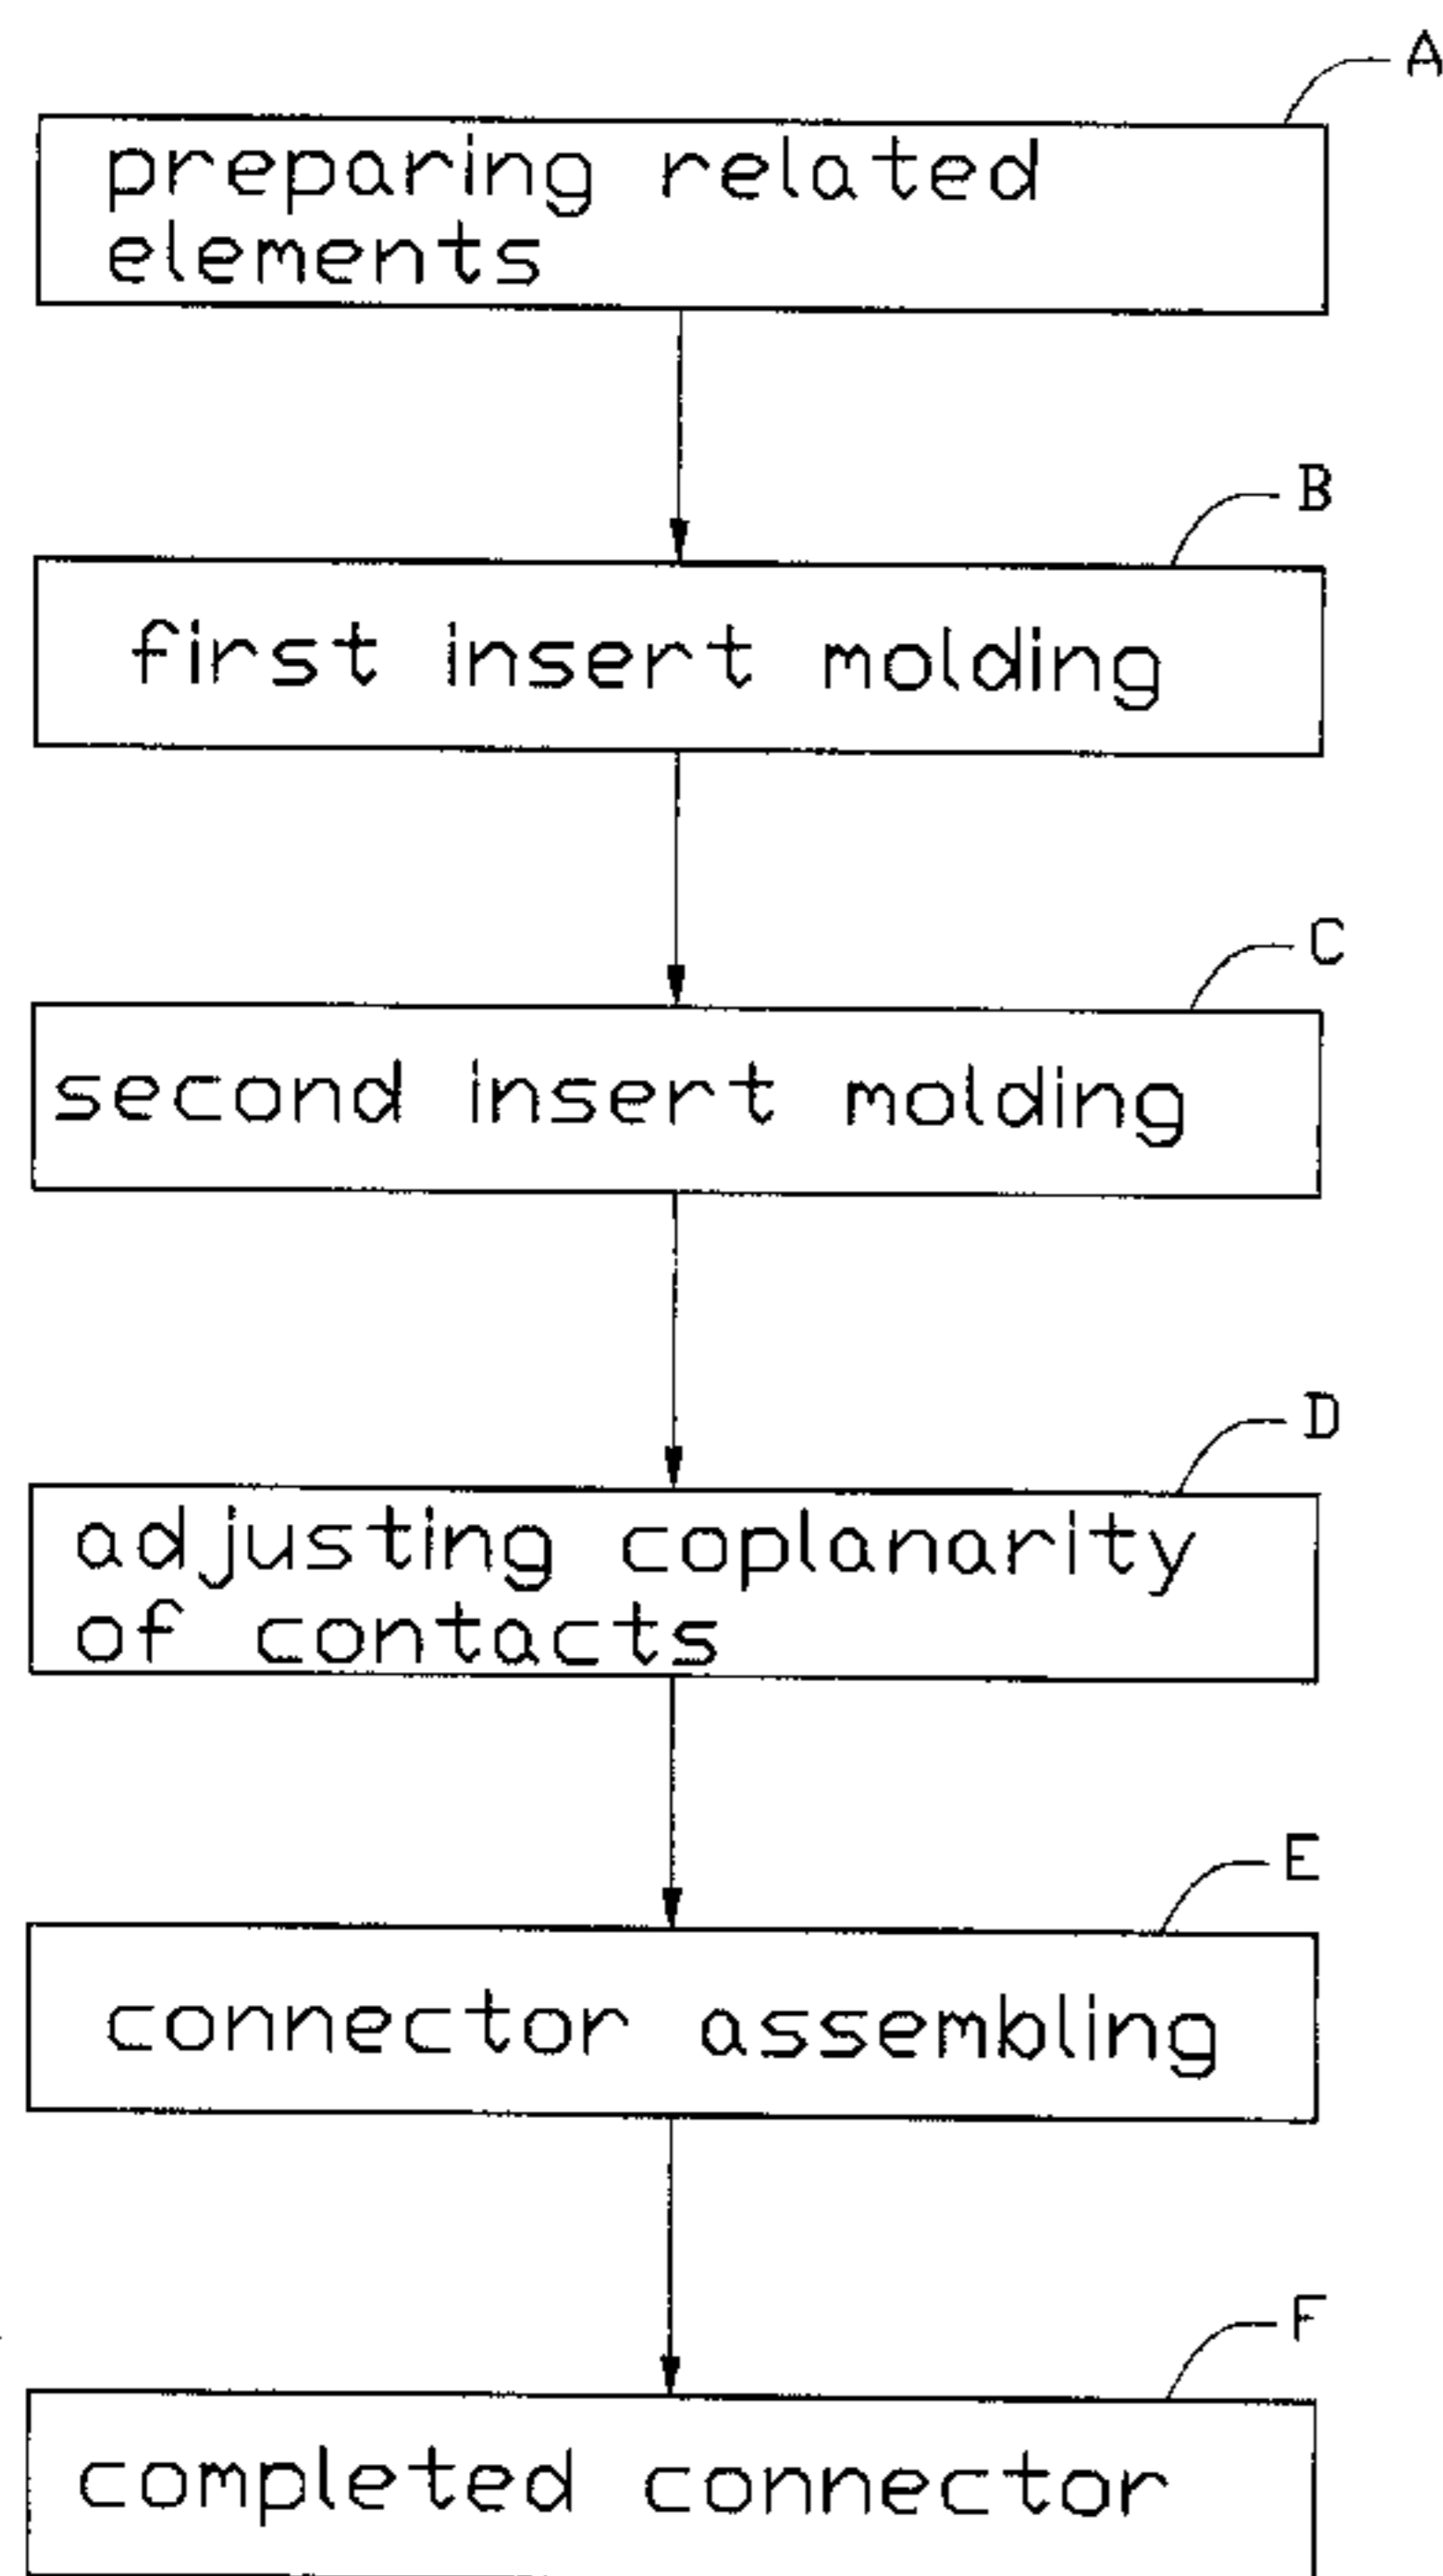 A
preparing related
elements
B
first insert molding
C
second insert molding
D
adjusting coplanarity
of contacts
E
connector assembling
F
completed connector